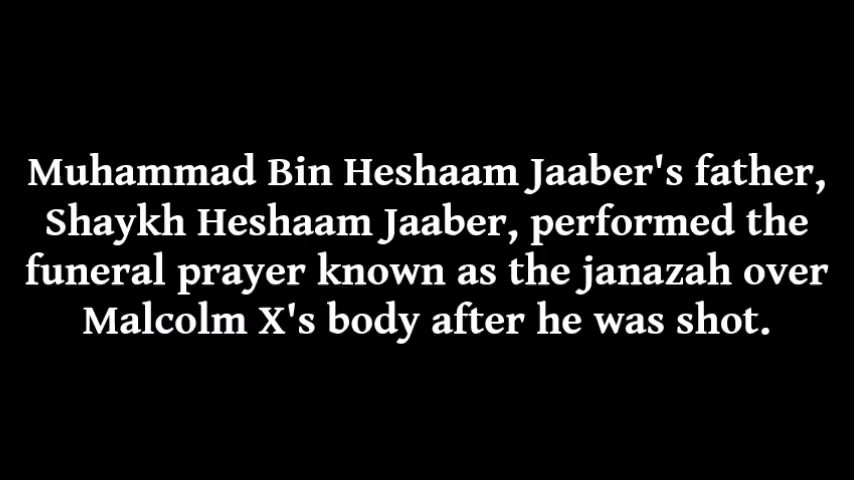 Muhammad Bin Heshaam Jaaber's father,
Shaykh Heshaam Jaaber, performed the
funeral prayer known as the janazah over
Malcolm X's body after he was shot.